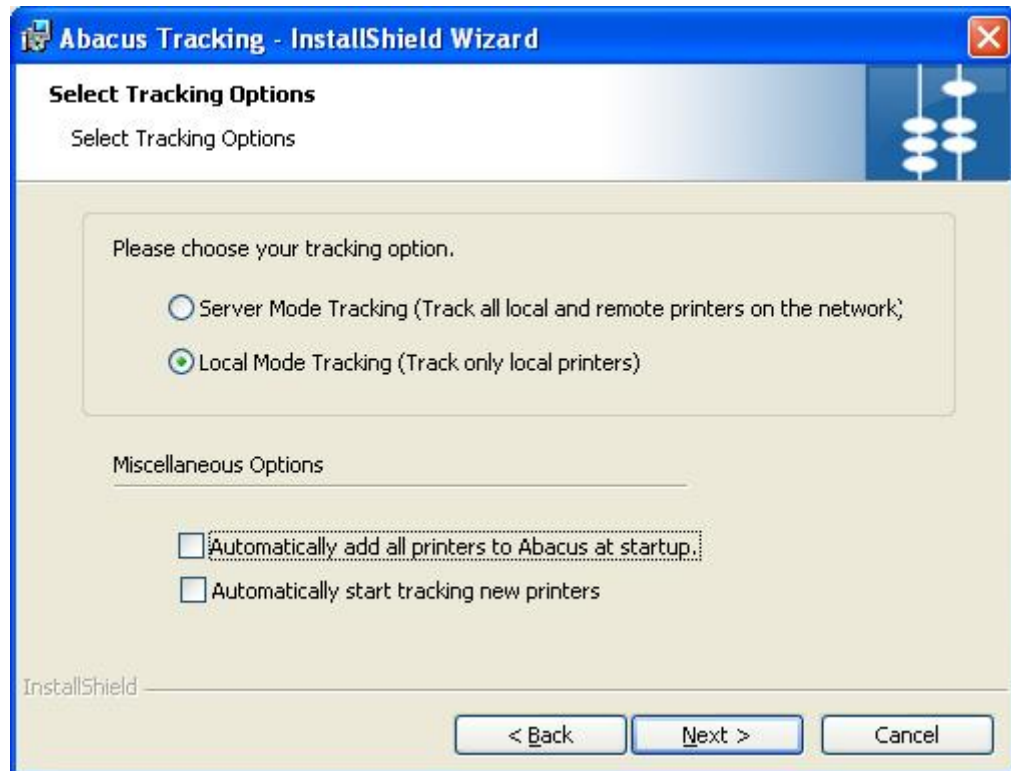 Abacus Tracking - InstallShield Wizard
Select Tracking Options
Select Tracking Options
Please choose your tracking option.
Server Mode Tracking (Track all local and remote printers on the network)
Local Mode Tracking (Track only local printers)
Miscellaneous Options
Automatically add all printers to Abacus at startup.
Automatically start tracking new printers
InstallShield
< Back Next > Cancel